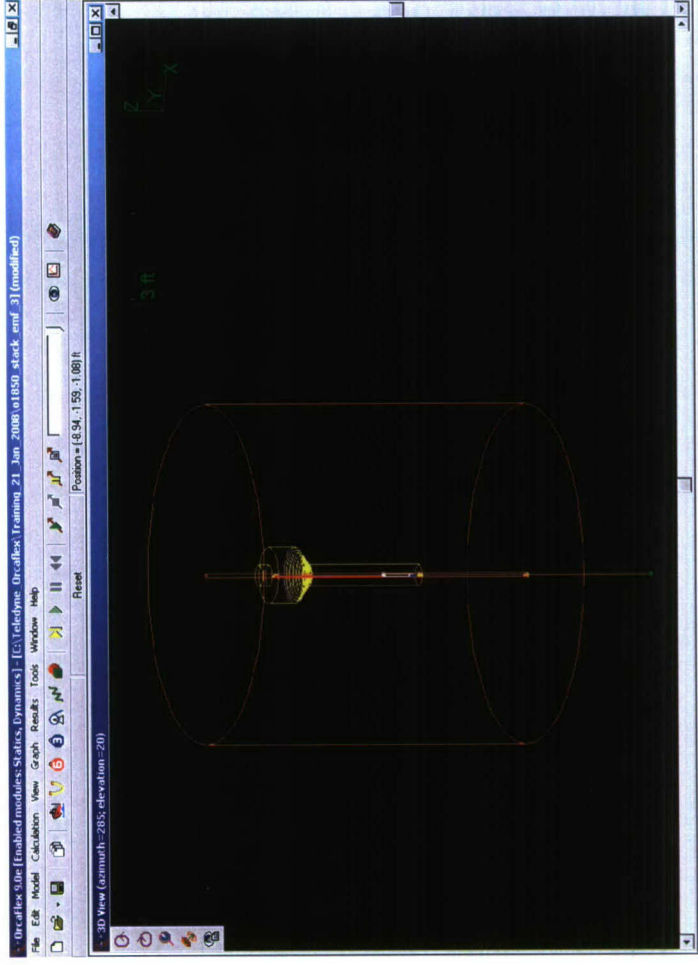 OrcaFlex 9.0e [Enabled modules: Statics, Dynamics] - [C:\Teledyne_Orcaflex\Training_21_Jan_2008\o1850_stack_emf_3] (modified)
File Edit Model Calculation View Graph Results Tools Window Help
Reset
Position = (-8.94, -1.59, -1.08) ft
3D View (azimuth=285; elevation=20)
3 ft
Z
Y
X